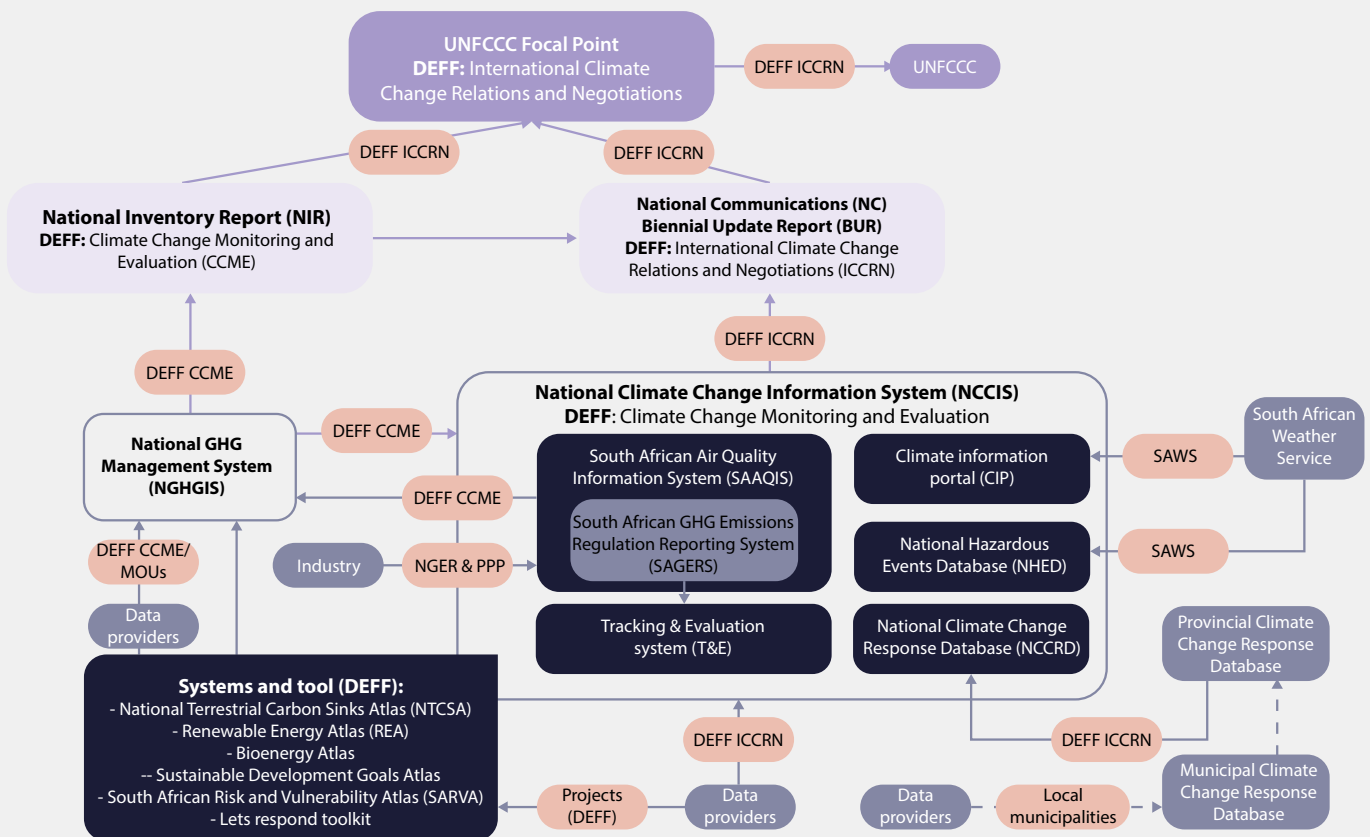 UNFCCC Focal Point
DEFF: International Climate
Change Relations and Negotiations
DEFF ICCRN
UNFCCC
DEFF ICCRN
DEFF ICCRN
National Inventory Report (NIR)
DEFF: Climate Change Monitoring and
Evaluation (CCME)
National Communications (NC)
Biennial Update Report (BUR)
DEFF: International Climate Change
Relations and Negotiations (ICCRN)
DEFF ICCRN
DEFF CCME
National Climate Change Information System (NCCIS)
DEFF: Climate Change Monitoring and Evaluation
National GHG
Management System
(NGHGIS)
DEFF CCME
DEFF CCME
South African Air Quality
Information System (SAAQIS)
South African GHG Emissions
Regulation Reporting System
(SAGERS)
Climate information
portal (CIP)
SAWS
South African
Weather
Service
National Hazardous
Events Database (NHED)
SAWS
DEFF CCME/
MOUs
Industry
NGER & PPP
Data
providers
Tracking & Evaluation
system (T&E)
National Climate Change
Response Database (NCCRD)
Provincial Climate
Change Response
Database
Systems and tool (DEFF):
- National Terrestrial Carbon Sinks Atlas (NTCSA)
- Renewable Energy Atlas (REA)
- Bioenergy Atlas
-- Sustainable Development Goals Atlas
- South African Risk and Vulnerability Atlas (SARVA)
- Lets respond toolkit
DEFF ICCRN
DEFF ICCRN
Projects
(DEFF)
Data
providers
Data
providers
Local
municipalities
Municipal Climate
Change Response
Database